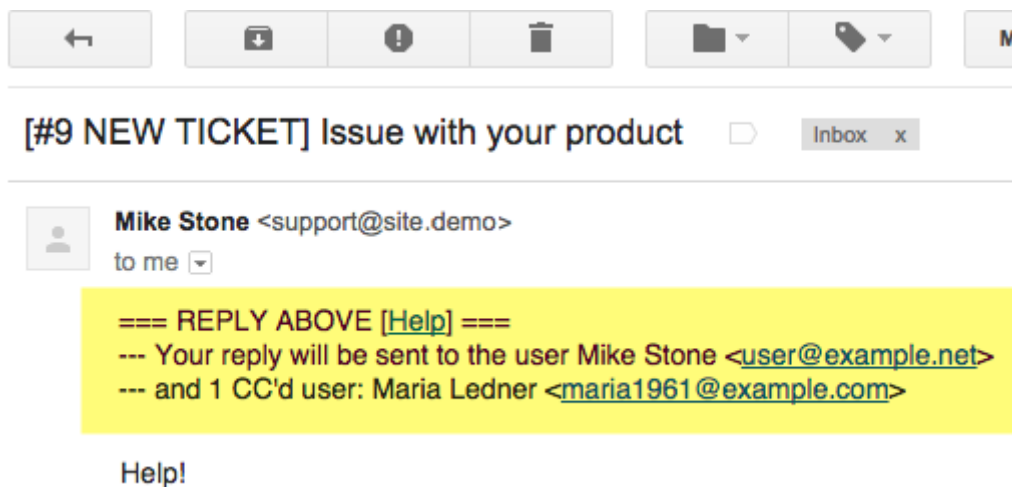 [#9 NEW TICKET] Issue with your product Inbox x
Mike Stone <support@site.demo>
to me
=== REPLY ABOVE [Help] ===
--- Your reply will be sent to the user Mike Stone <user@example.net>
--- and 1 CC'd user: Maria Ledner <maria1961@example.com>
Help!